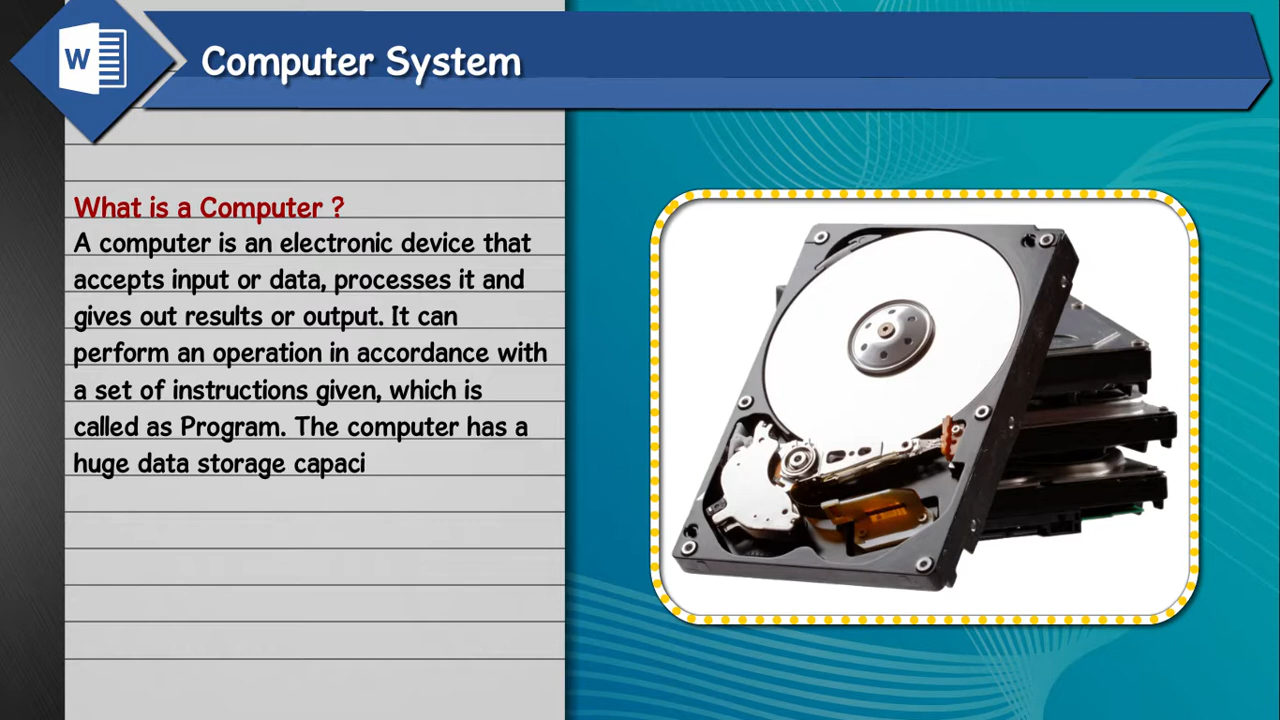 W
Computer System
What is a Computer ?
A computer is an electronic device that
accepts input or data, processes it and
gives out results or output. It can
perform an operation in accordance with
a set of instructions given, which is
called as Program. The computer has a
huge data storage capaci